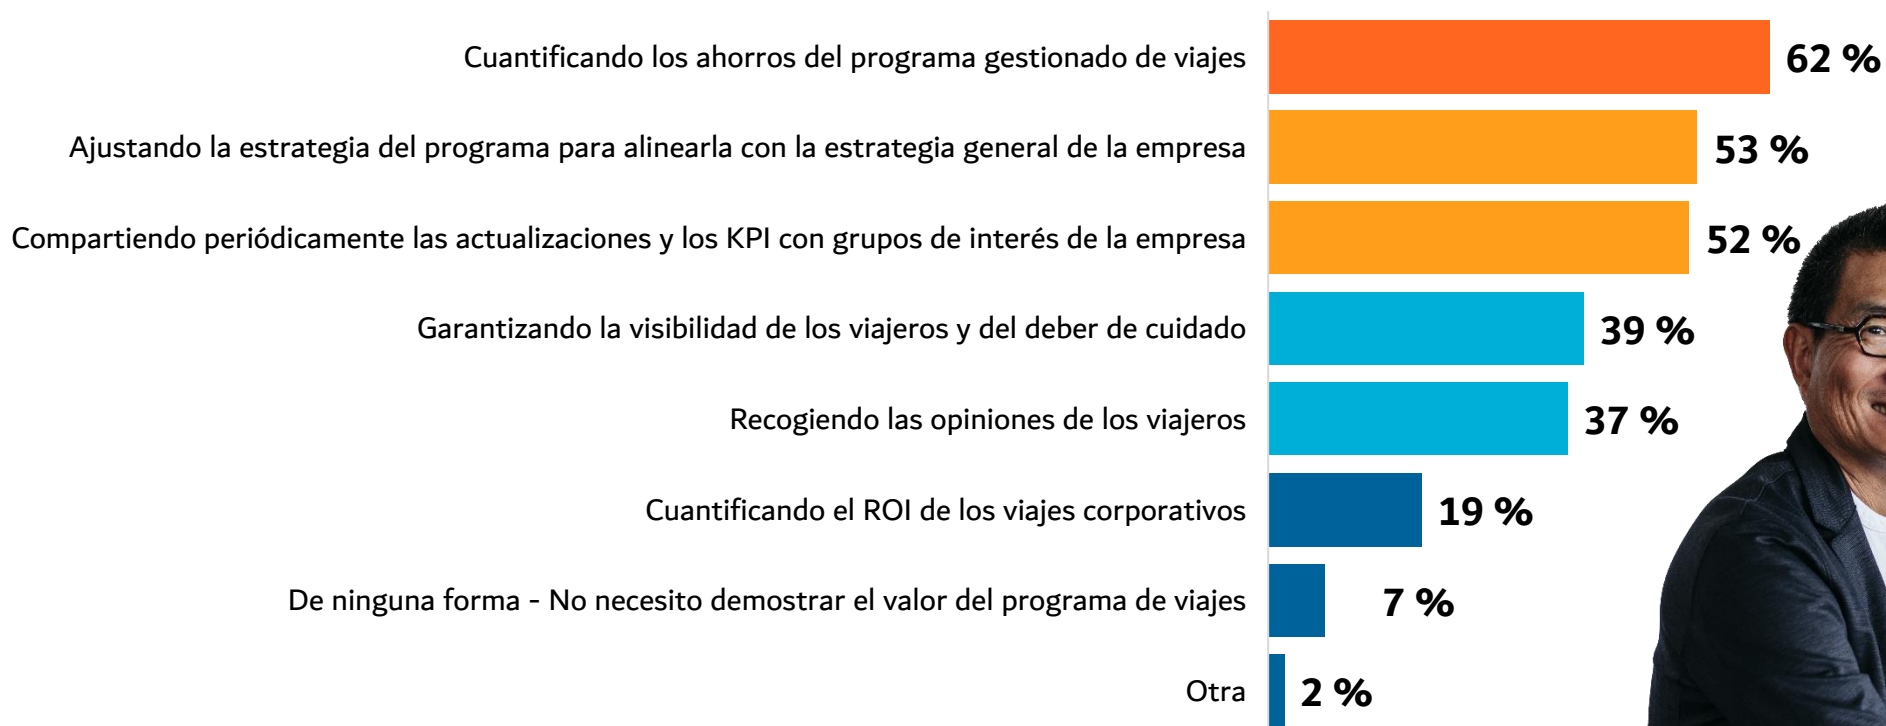 Cuantificando los ahorros del programa gestionado de viajes 62 %
Ajustando la estrategia del programa para alinearla con la estrategia general de la empresa 53 %
Compartiendo periódicamente las actualizaciones y los KPI con grupos de interés de la empresa 52 %
Garantizando la visibilidad de los viajeros y del deber de cuidado 39 %
Recogiendo las opiniones de los viajeros 37 %
Cuantificando el ROI de los viajes corporativos 19 %
De ninguna forma - No necesito demostrar el valor del programa de viajes 7 %
Otra 2 %